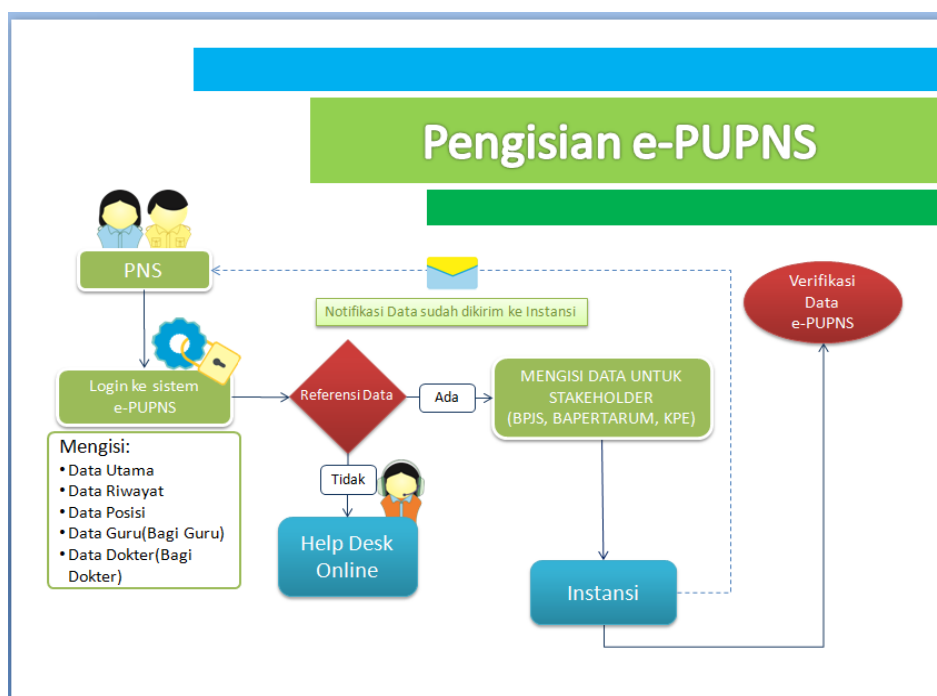 Pengisian e-PUPNS
PNS
Notifikasi Data sudah dikirim ke Instansi
Verifikasi
Data
e-PUPNS
Login ke sistem
e-PUPNS
Referensi Data
Ada
MENGISI DATA UNTUK
STAKEHOLDER
(BPJS, BAPERTARUM, KPE)
Mengisi:
• Data Utama
• Data Riwayat
• Data Posisi
• Data Guru(Bagi Guru)
• Data Dokter(Bagi
Dokter)
Tidak
Help Desk
Online
Instansi